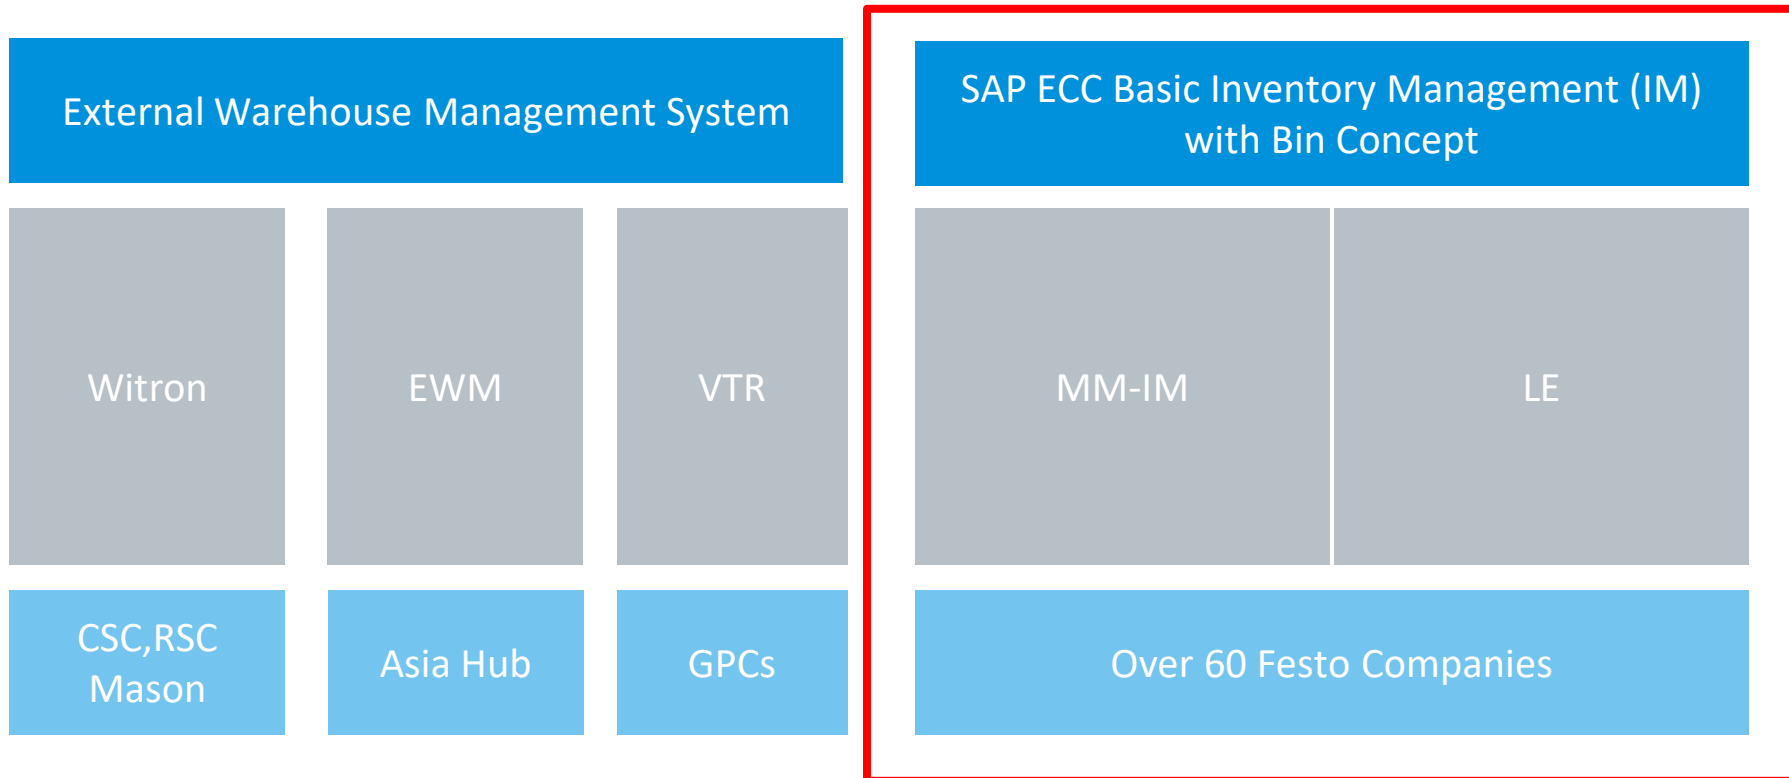 External Warehouse Management System
SAP ECC Basic Inventory Management (IM)
with Bin Concept
Witron
EWM
VTR
MM-IM
LE
CSC,RSC
Mason
Asia Hub
GPCs
Over 60 Festo Companies